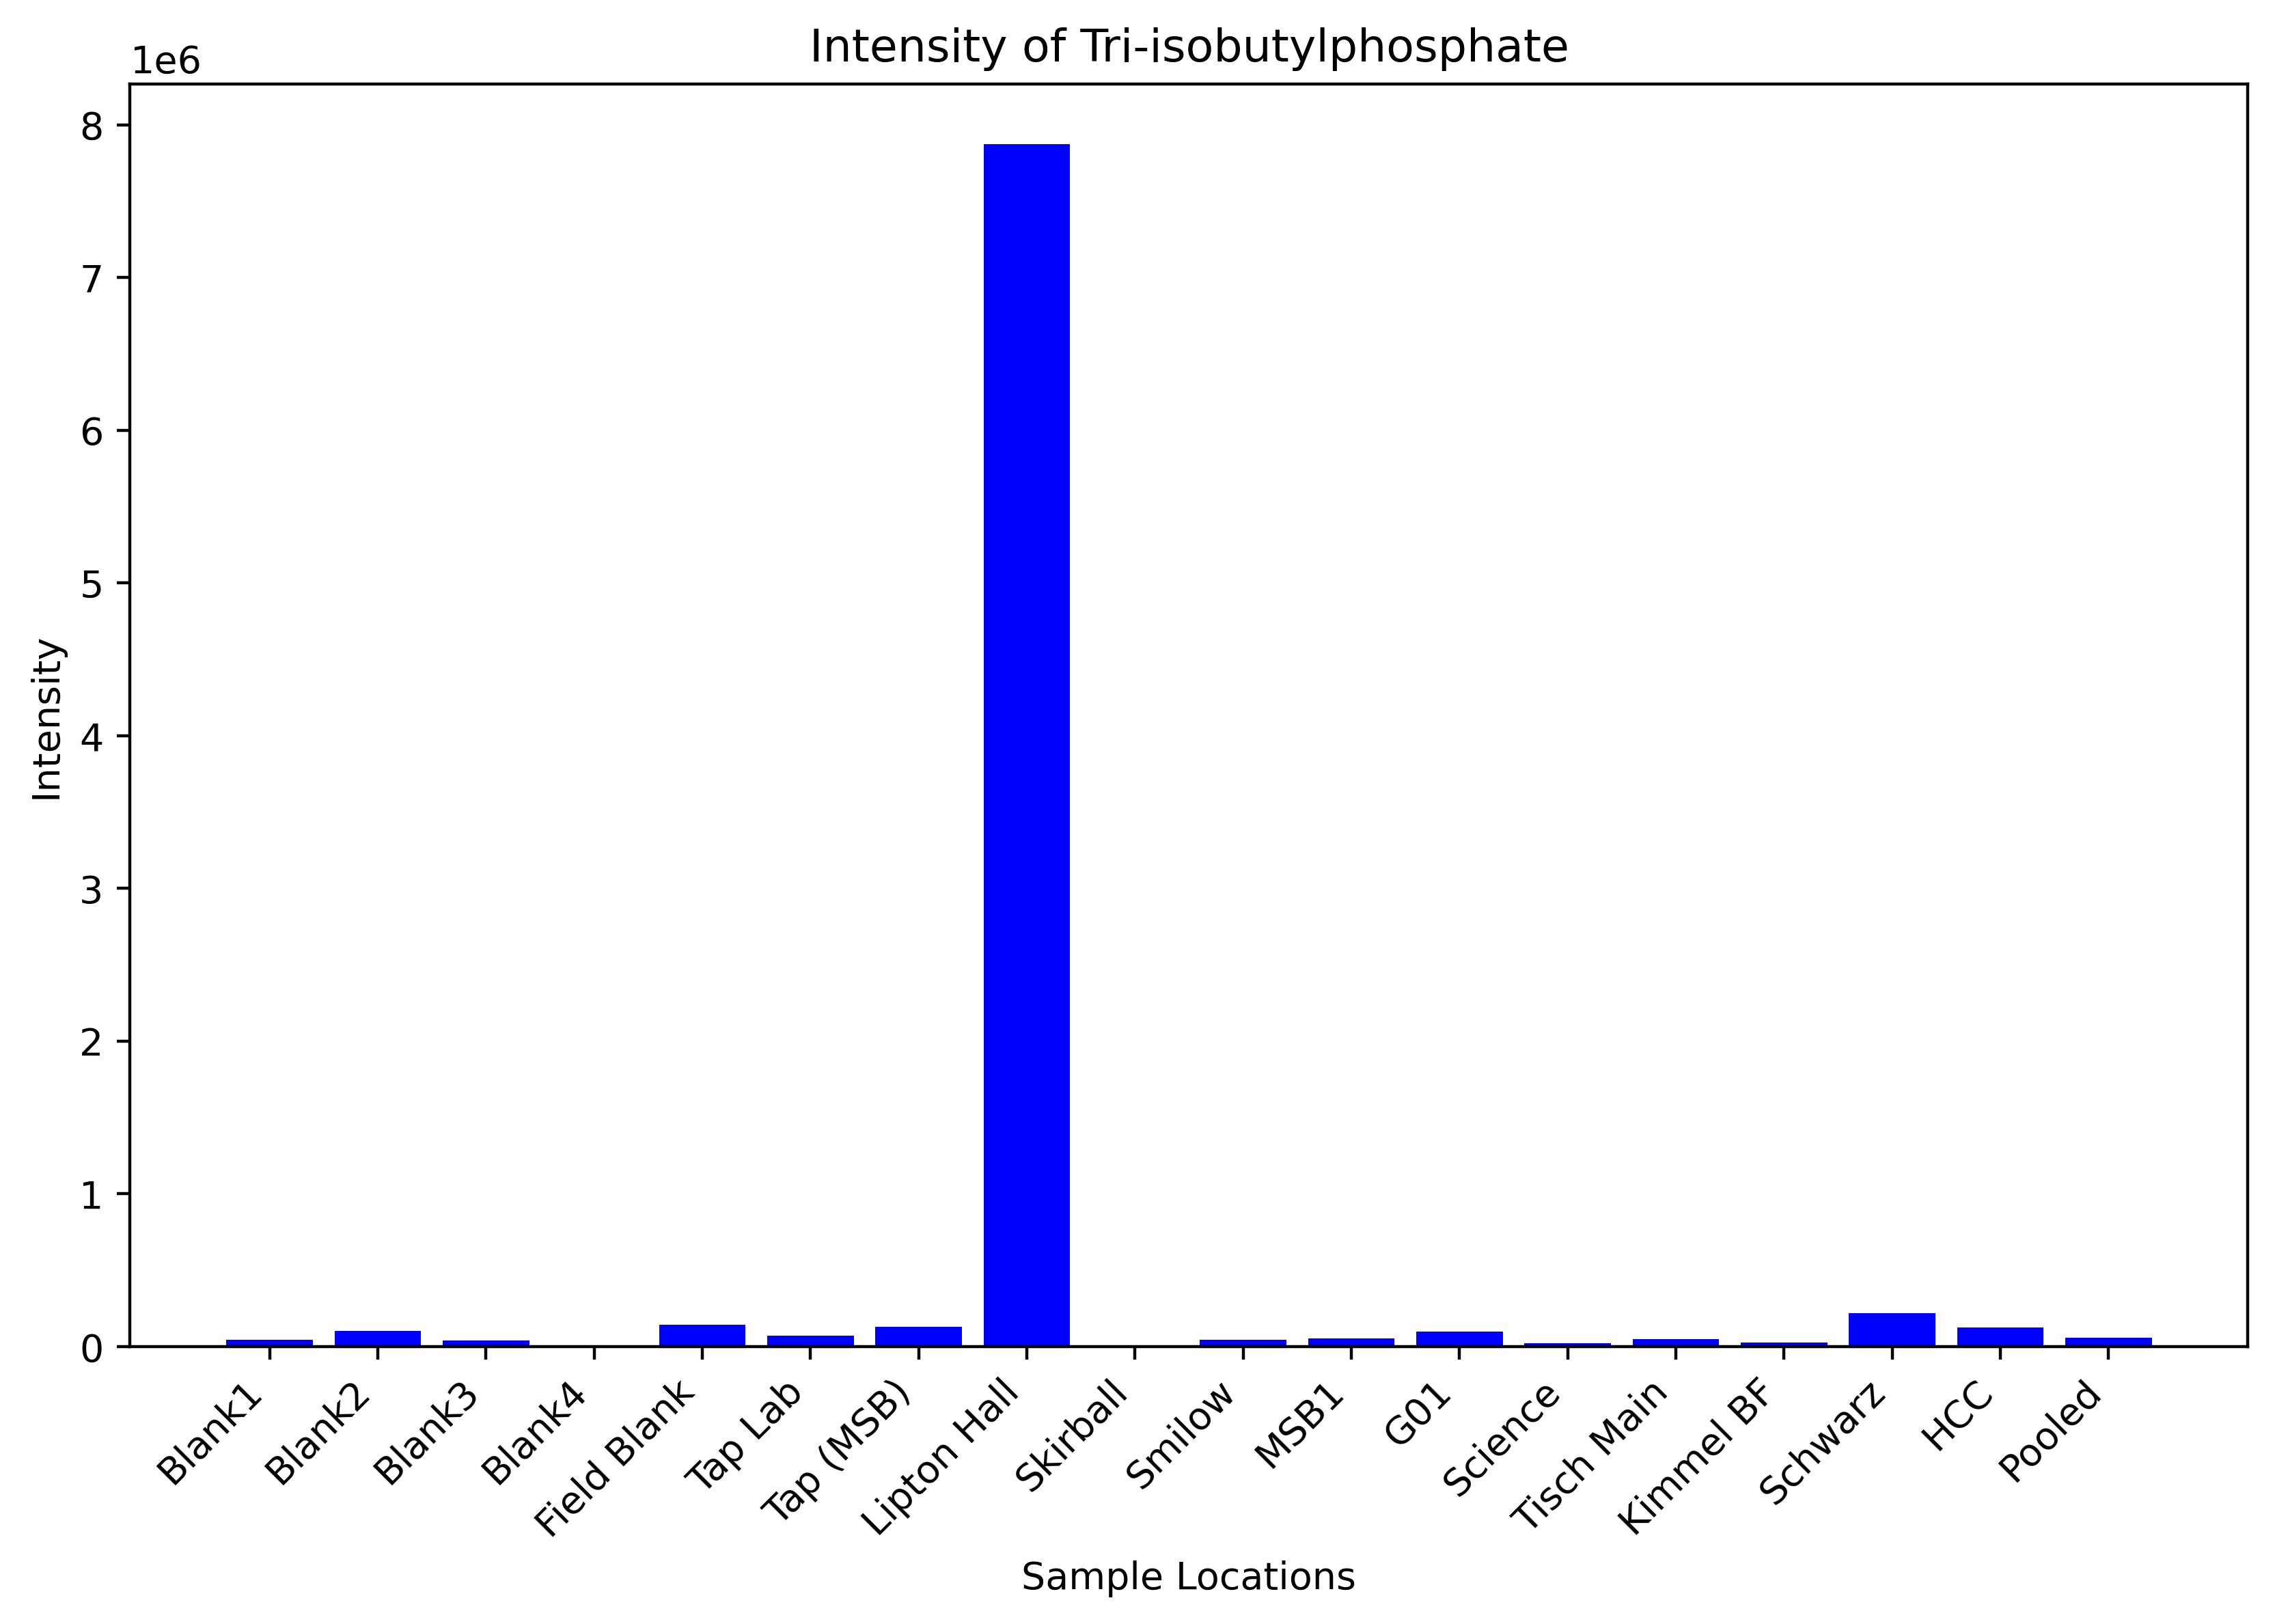 Intensity of Tri-isobutylphosphate
1e6
8
7
6
5
4
3
2
1
0
Intensity
Blank1
Blank2
Blank3
Blank4
Field Blank
Tap Lab
Tap (MSB)
Lipton Hall
Skirball
Smilow
MSB1
G01
Science
Tisch Main
Kimmel BF
Schwarz
HCC
Pooled
Sample Locations